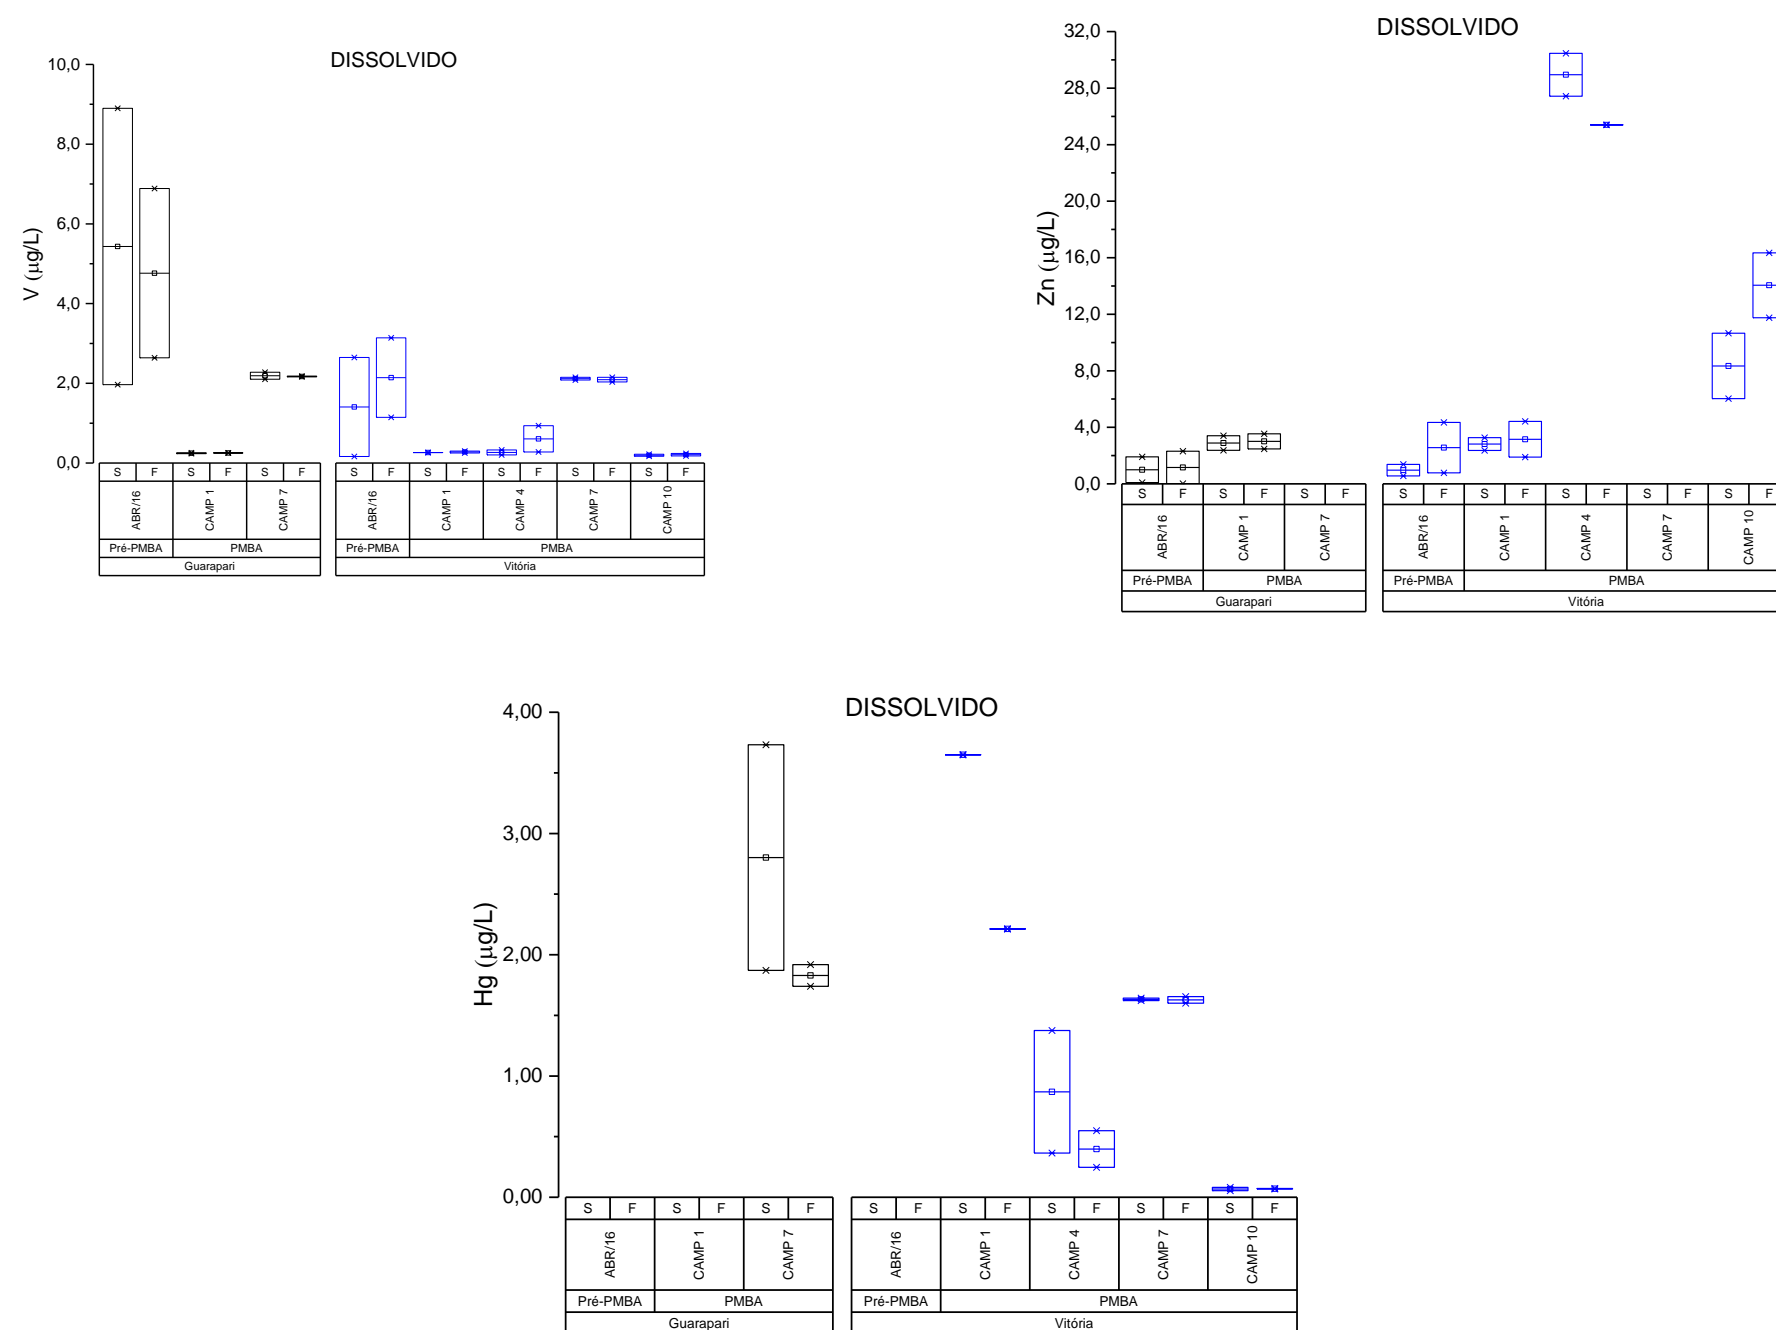 DISSOLVIDO
10,0
8,0
6,0
4,0
2,0
0,0
V (µg/L)
S F S F S F S F S F S F S F S F
ABR/16 CAMP 1 CAMP 7 ABR/16 CAMP 1 CAMP 4 CAMP 7 CAMP 10
Pré-PMBA PMBA Pré-PMBA PMBA
Guarapari Vitória
DISSOLVIDO
32,0
28,0
24,0
20,0
16,0
12,0
8,0
4,0
0,0
Zn (µg/L)
S F S F S F S F S F S F S F S F
ABR/16 CAMP 1 CAMP 7 ABR/16 CAMP 1 CAMP 4 CAMP 7 CAMP 10
Pré-PMBA PMBA Pré-PMBA PMBA
Guarapari Vitória
DISSOLVIDO
4,00
3,00
2,00
1,00
0,00
Hg (µg/L)
S F S F S F S F S F S F S F S F
ABR/16 CAMP 1 CAMP 7 ABR/16 CAMP 1 CAMP 4 CAMP 7 CAMP 10
Pré-PMBA PMBA Pré-PMBA PMBA
Guarapari Vitória